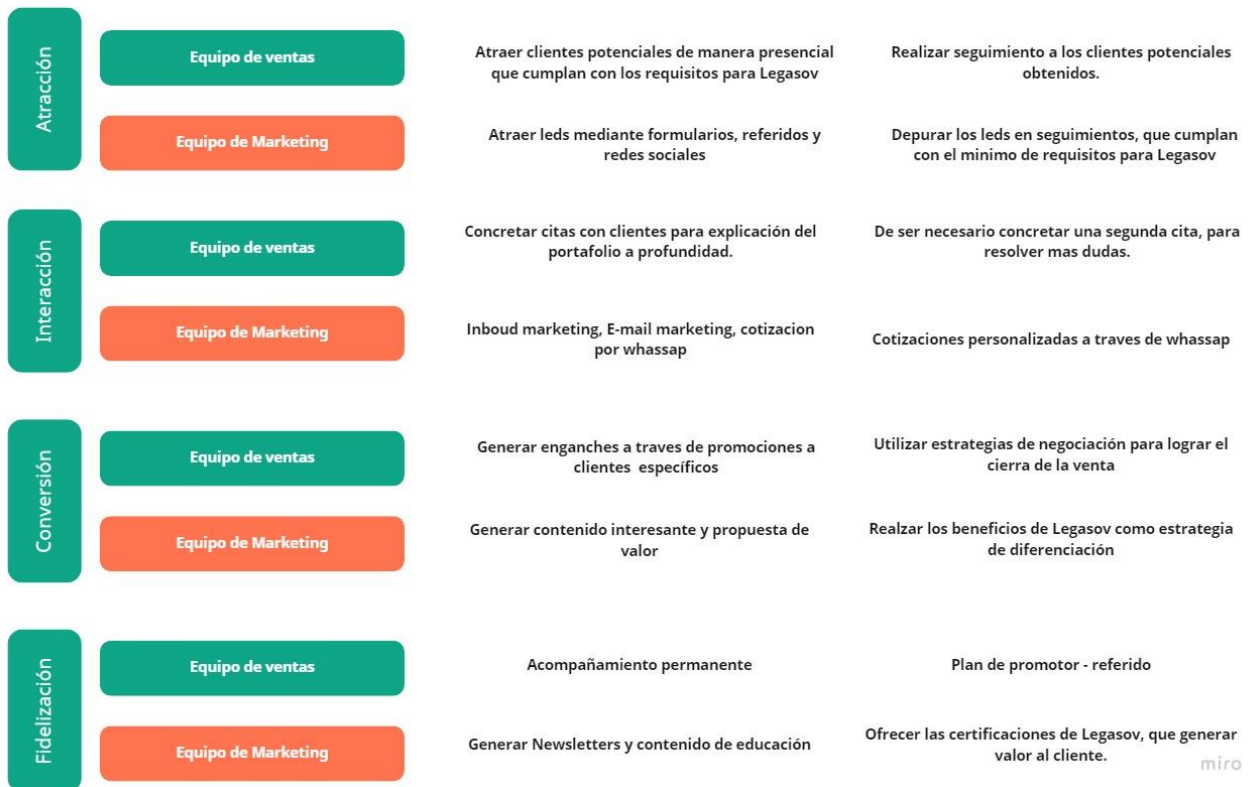 Atracción
Equipo de ventas
Atraer clientes potenciales de manera presencial
que cumplan con los requisitos para Legasov
Realizar seguimiento a los clientes potenciales
obtenidos.
Equipo de Marketing
Atraer leds mediante formularios, referidos y
redes sociales
Depurar los leds en seguimientos, que cumplan
con el minimo de requisitos para Legasov
Interacción
Equipo de ventas
Concretar citas con clientes para explicación del
portafolio a profundidad.
De ser necesario concretar una segunda cita, para
resolver mas dudas.
Equipo de Marketing
Inboud marketing, E-mail marketing, cotizacion
por whassap
Cotizaciones personalizadas a traves de whassap
Conversión
Equipo de ventas
Generar enganches a traves de promociones a
clientes específicos
Utilizar estrategias de negociación para lograr el
cierra de la venta
Equipo de Marketing
Generar contenido interesante y propuesta de
valor
Realzar los beneficios de Legasov como estrategia
de diferenciación
Fidelización
Equipo de ventas
Acompañamiento permanente
Plan de promotor - referido
Equipo de Marketing
Generar Newsletters y contenido de educación
Ofrecer las certificaciones de Legasov, que generar
valor al cliente.
miro